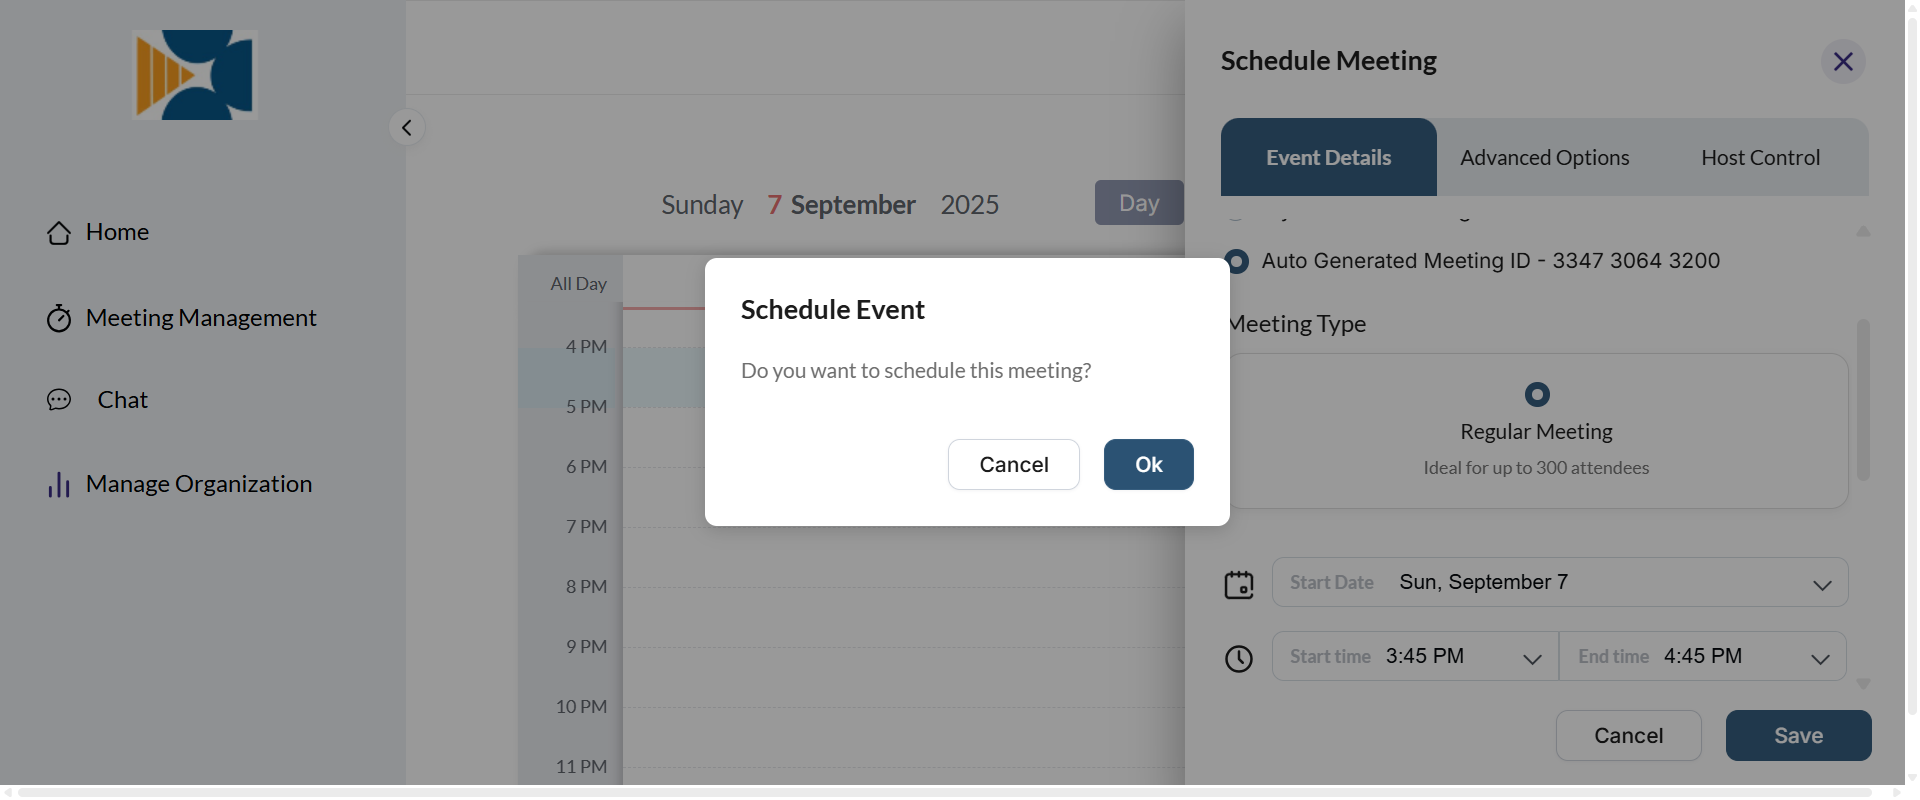 Home
Meeting Management
Chat
Manage Organization
Sunday 7 September 2025
Day
All Day
4 PM
5 PM
6 PM
7 PM
8 PM
9 PM
10 PM
11 PM
Schedule Event
Do you want to schedule this meeting?
Cancel
Ok
Schedule Meeting
Event Details
Advanced Options
Host Control
Auto Generated Meeting ID - 3347 3064 3200
Meeting Type
Regular Meeting
Ideal for up to 300 attendees
Start Date Sun, September 7
Start time 3:45 PM
End time 4:45 PM
Cancel
Save